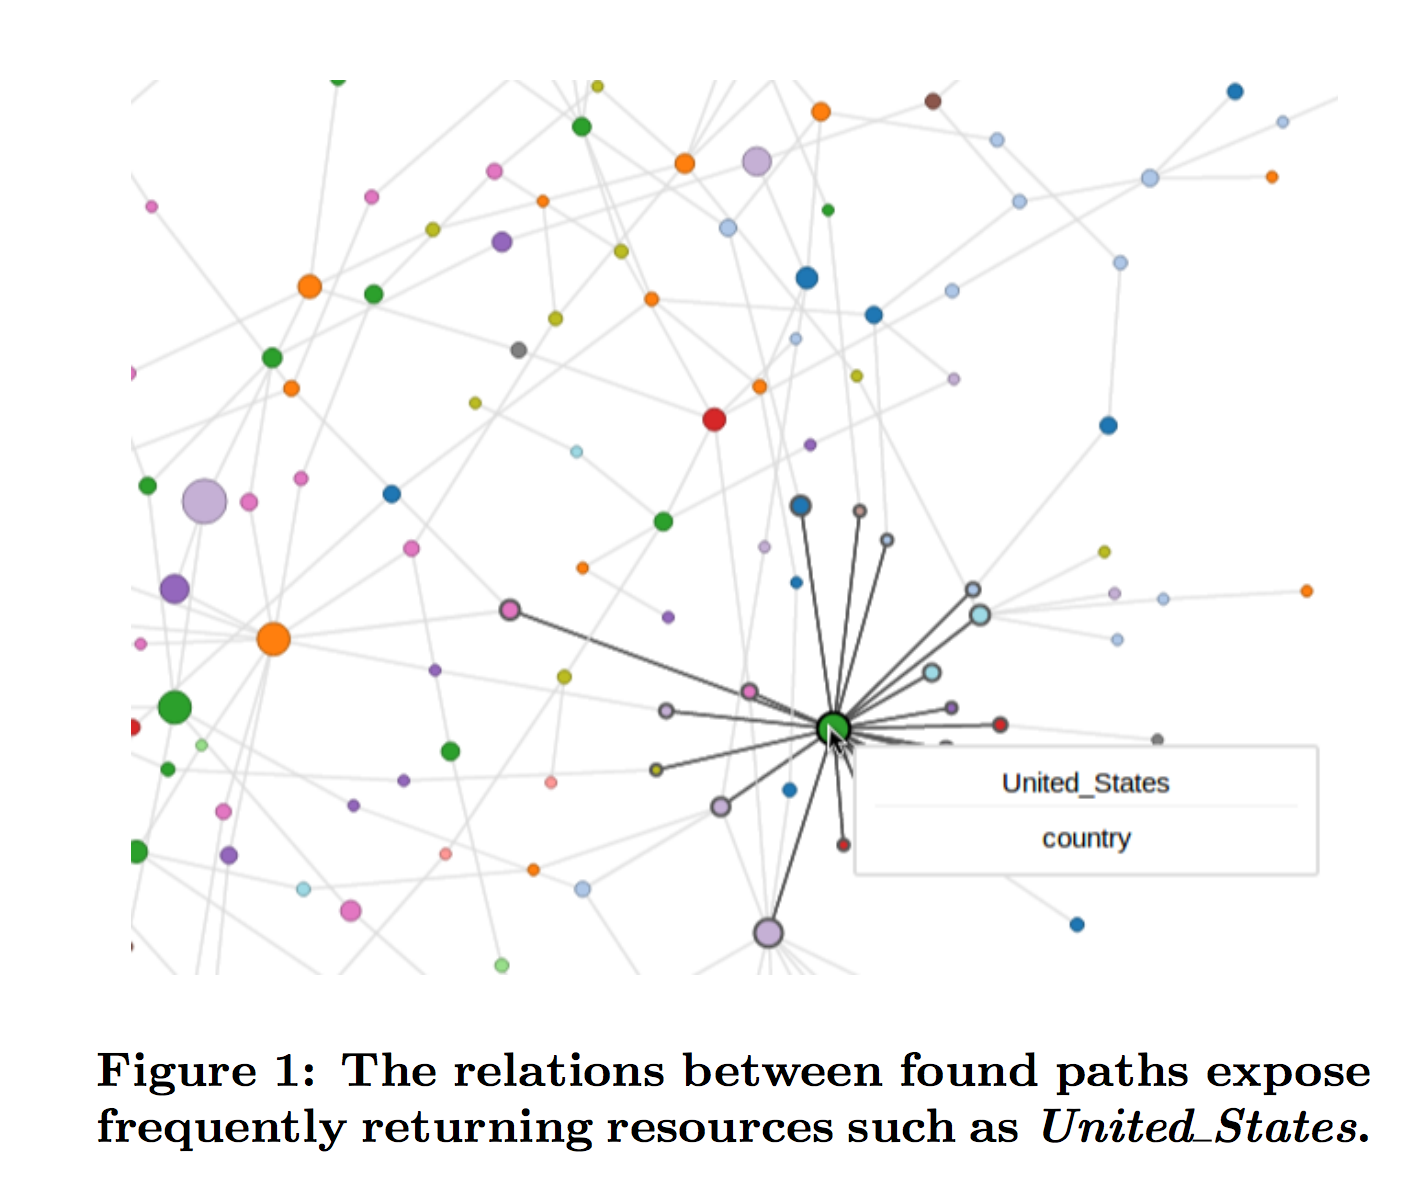 United_States
country
Figure 1: The relations between found paths expose
frequently returning resources such as United_States.